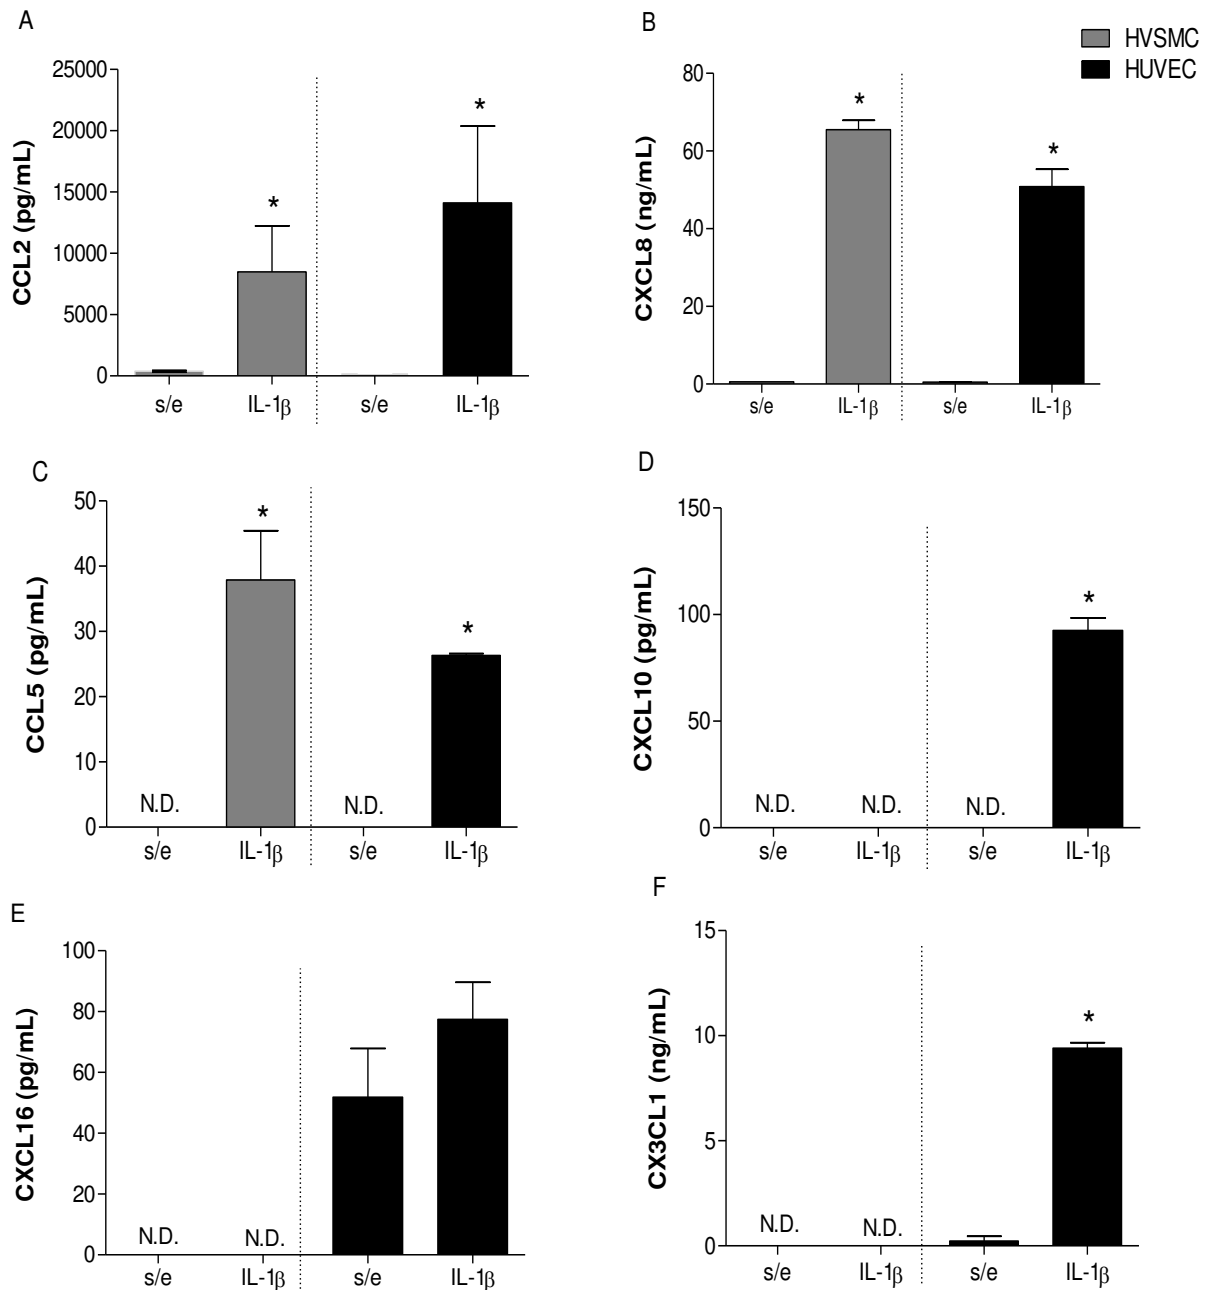 A
CCL2 (pg/mL)
25000
20000
15000
10000
5000
0
*
*
s/e IL-1β s/e IL-1β
B
HVSMC
HUVEC
CXCL8 (ng/mL)
80
60
40
20
0
*
*
s/e IL-1β s/e IL-1β
C
CCL5 (pg/mL)
50
40
30
20
10
0
*
*
N.D. N.D.
s/e IL-1β s/e IL-1β
D
CXCL10 (pg/mL)
150
100
50
0
*
N.D. N.D. N.D.
s/e IL-1β s/e IL-1β
E
CXCL16 (pg/mL)
100
80
60
40
20
0
N.D. N.D.
s/e IL-1β s/e IL-1β
F
CX3CL1 (ng/mL)
15
10
5
0
*
N.D. N.D.
s/e IL-1β s/e IL-1β